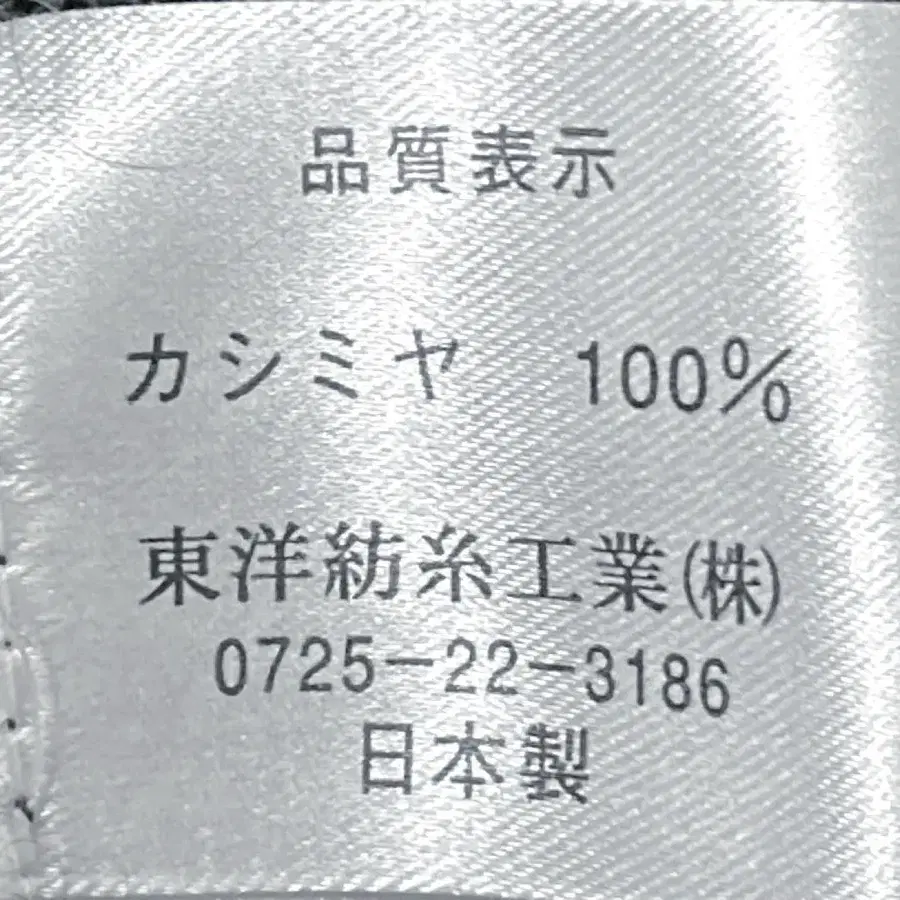 品質表示
カシミヤ 100%
東洋紡糸工業(株)
0725-22-3186
日本製